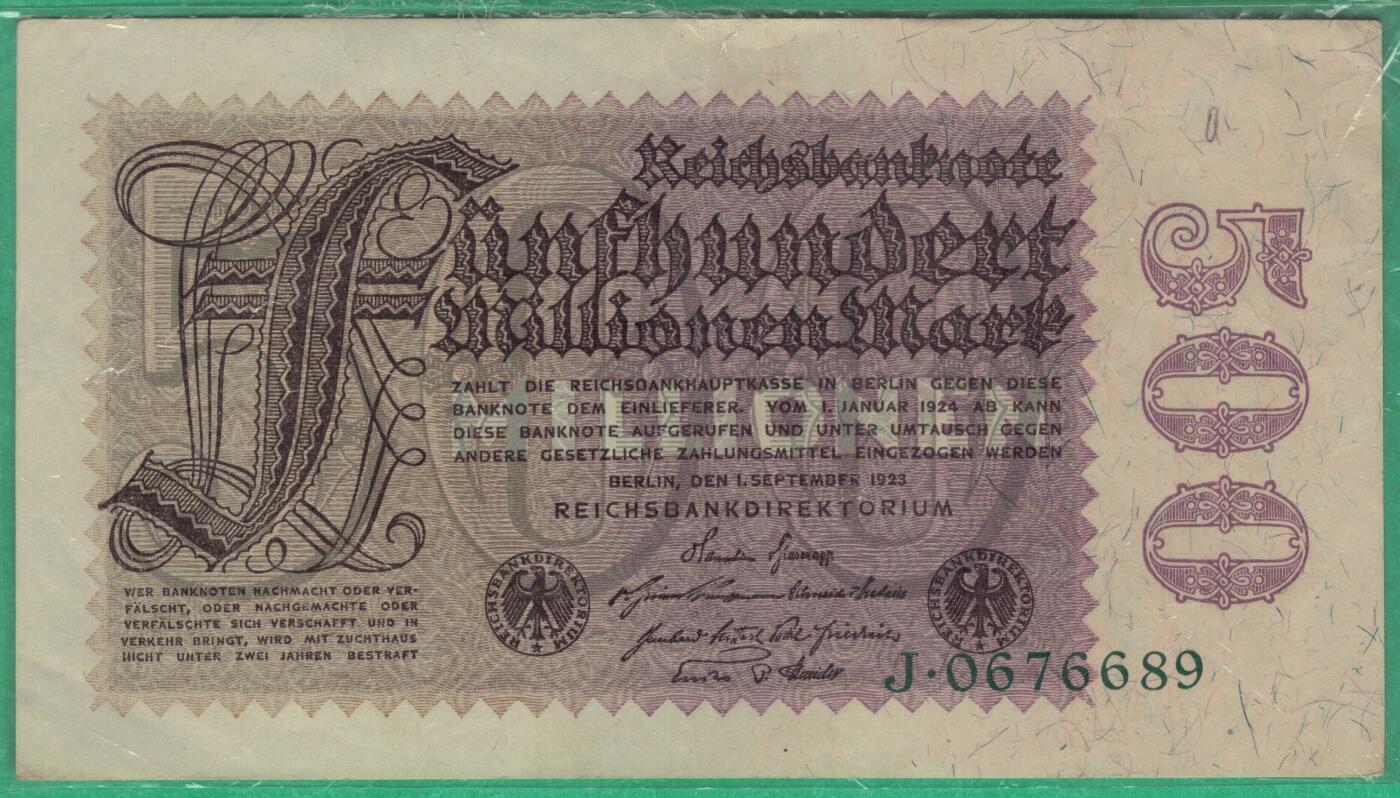 Reichsbanknote
Fünfhundert
Millionen Mark
MILLIONEN
ZAHLT DIE REICHSBANKHAUPTKASSE IN BERLIN GEGEN DIESE
BANKNOTE DEM EINLIEFERER. VOM 1. JANUAR 1924 AB KANN
DIESE BANKNOTE AUFGERUFEN UND UNTER UMTAUSCH GEGEN
ANDERE GESETZLICHE ZAHLUNGSMITTEL EINGEZOGEN WERDEN
BERLIN, DEN 1. SEPTEMBER 1923
REICHSBANKDIREKTORIUM
REICHSBANKDIREKTORIUM
REICHSBANKDIREKTORIUM
WER BANKNOTEN NACHMACHT ODER VER-
FÄLSCHT, ODER NACHGEMACHTE ODER
VERFÄLSCHTE SICH VERSCHAFFT UND IN
VERKEHR BRINGT, WIRD MIT ZUCHTHAUS
NICHT UNTER ZWEI JAHREN BESTRAFT
J·0676689
500
500